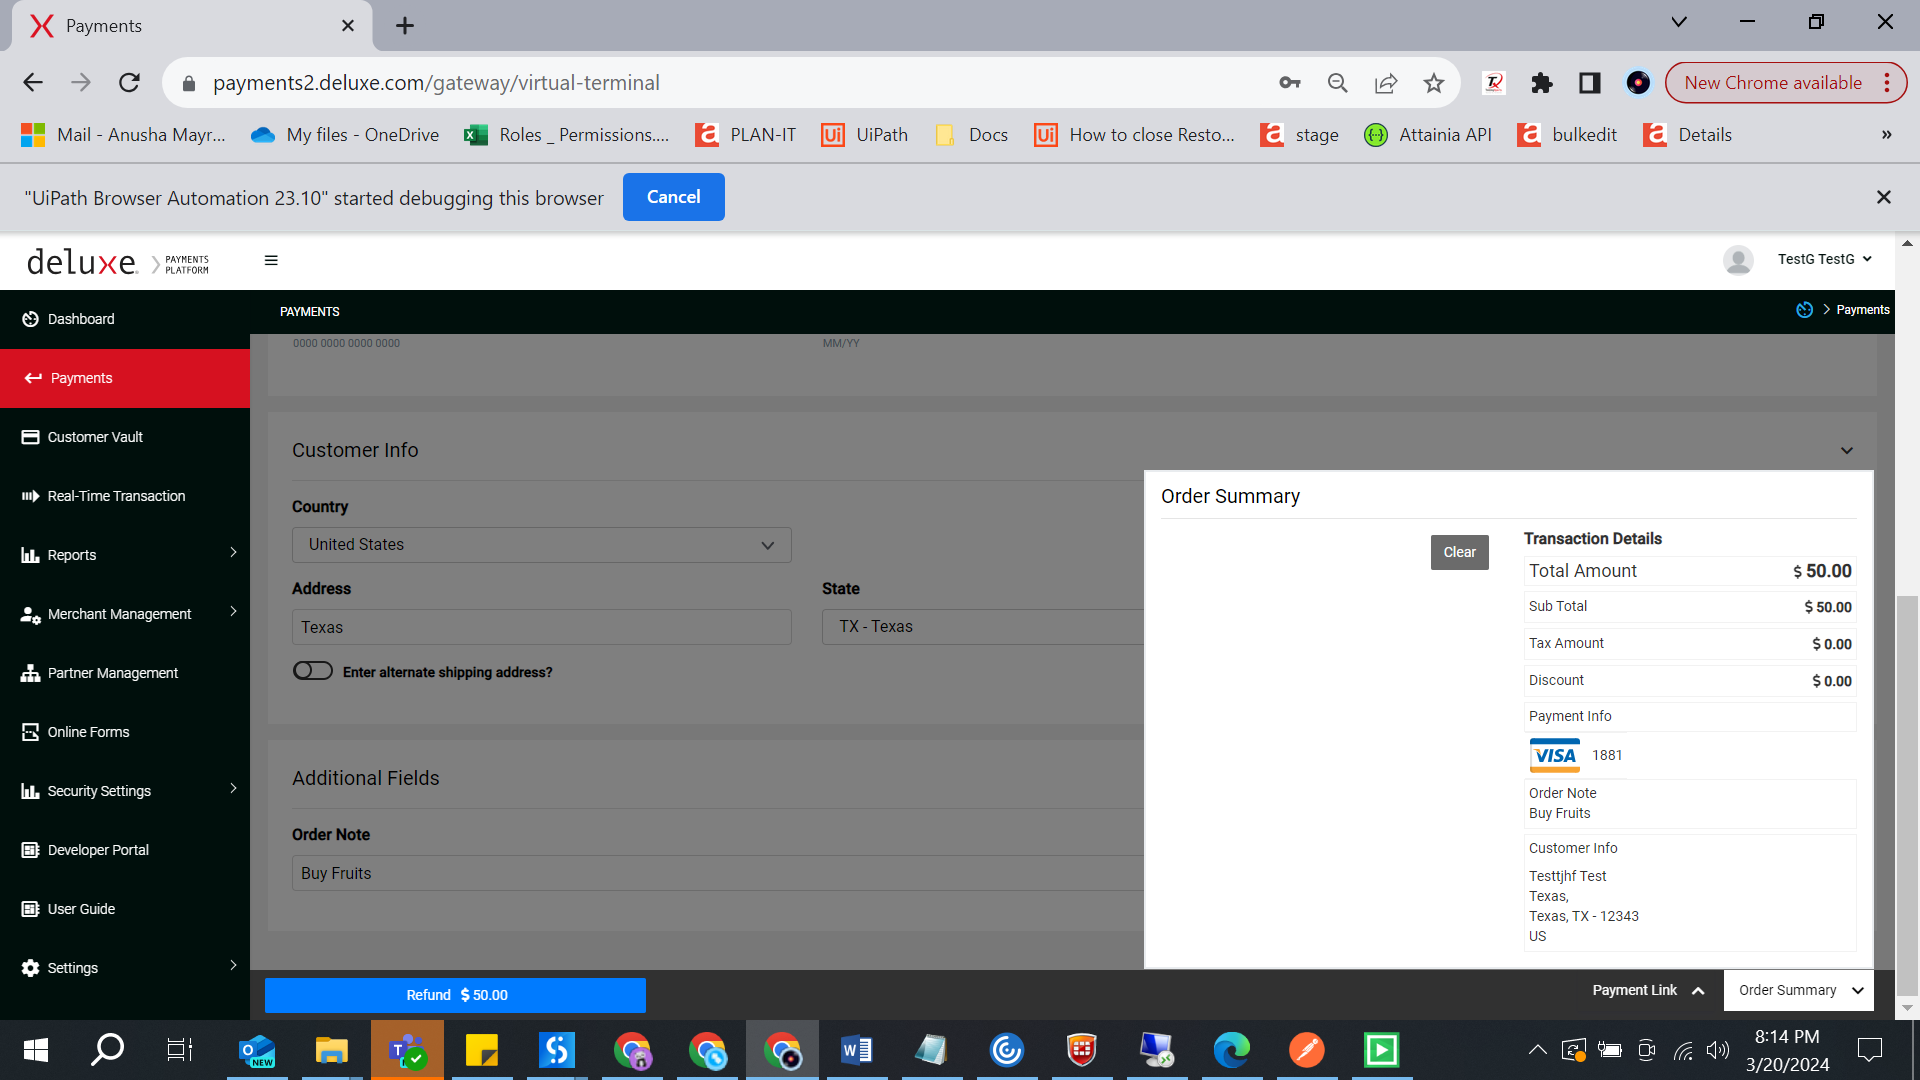 Payments
payments2.deluxe.com/gateway/virtual-terminal
New Chrome available
Mail - Anusha Mayr...
My files - OneDrive
Roles _ Permissions....
PLAN-IT
UiPath
Docs
How to close Resto...
stage
Attainia API
bulkedit
Details
»
"UiPath Browser Automation 23.10" started debugging this browser
Cancel
deluxe. PAYMENTS PLATFORM
TestG TestG
Dashboard
PAYMENTS
Payments
0000 0000 0000 0000
MM/YY
Payments
Customer Vault
Real-Time Transaction
Reports
Merchant Management
Partner Management
Online Forms
Security Settings
Developer Portal
User Guide
Settings
Customer Info
Country
United States
Address
State
Texas
TX - Texas
Enter alternate shipping address?
Additional Fields
Order Note
Buy Fruits
Order Summary
Clear
Transaction Details
Total Amount $ 50.00
Sub Total $ 50.00
Tax Amount $ 0.00
Discount $ 0.00
Payment Info
VISA 1881
Order Note
Buy Fruits
Customer Info
Testtjhf Test
Texas,
Texas, TX - 12343
US
Refund $ 50.00
Payment Link
Order Summary
NEW
8:14 PM
3/20/2024